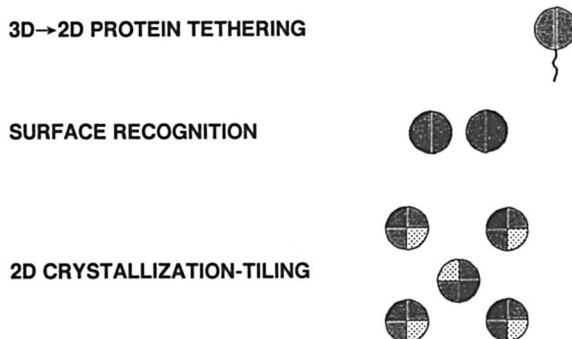 3D→2D PROTEIN TETHERING
SURFACE RECOGNITION
2D CRYSTALLIZATION-TILING